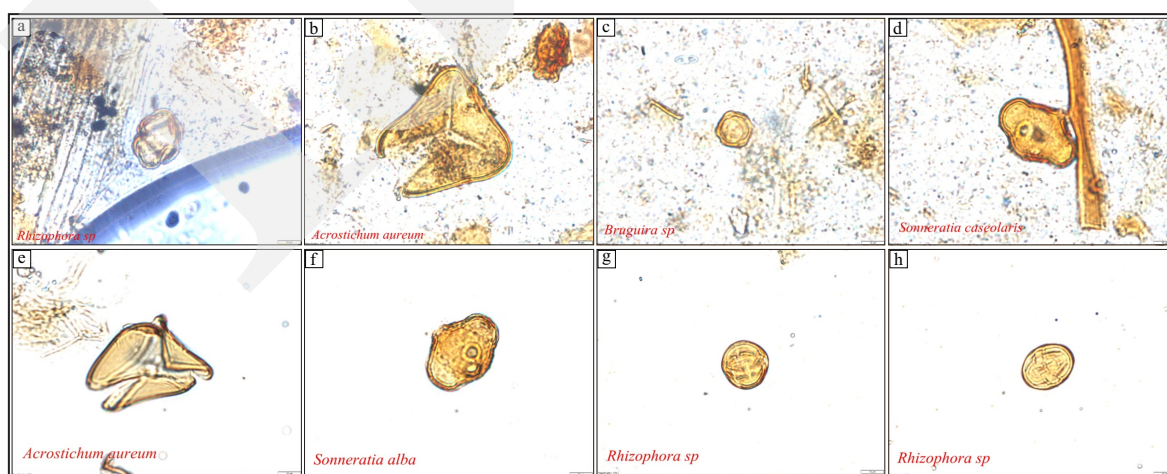 a
Rhizophora sp
b
Acrostichum aureum
c
Bruguira sp
d
Sonneratia caseolaris
e
Acrostichum aureum
f
Sonneratia alba
g
Rhizophora sp
h
Rhizophora sp